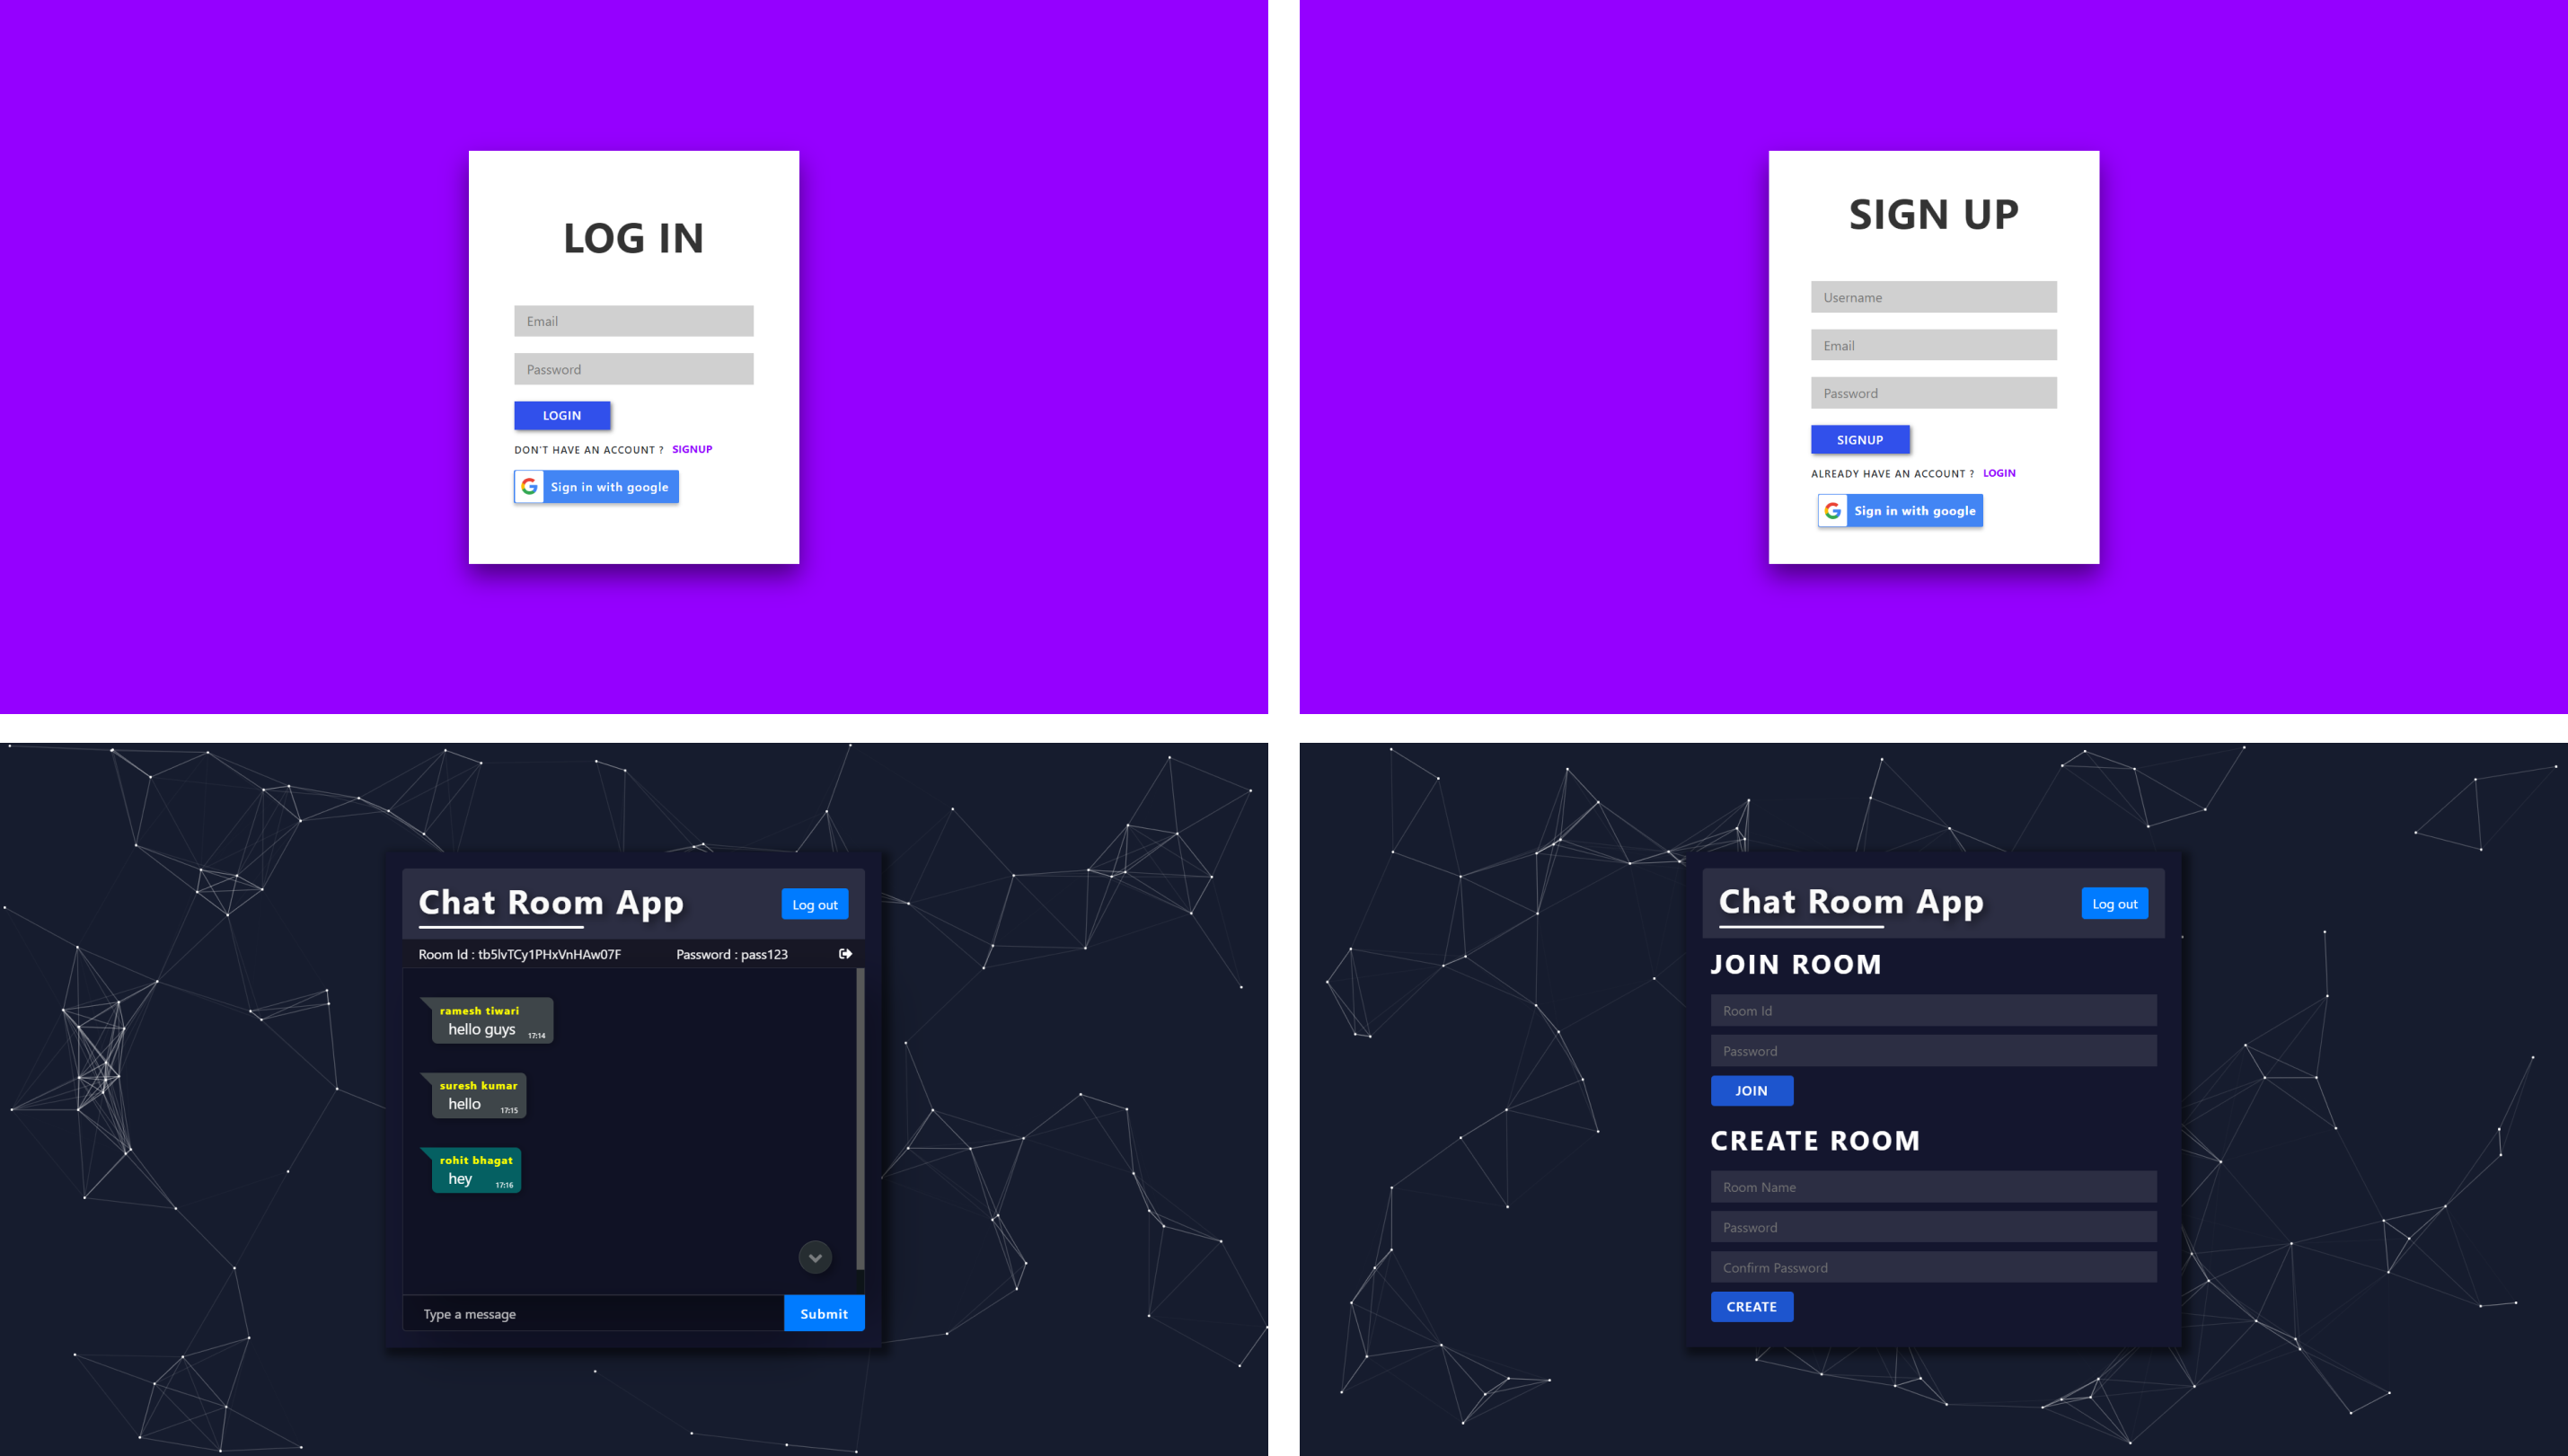 LOG IN
Email
Password
LOGIN
DON'T HAVE AN ACCOUNT ? SIGNUP
Sign in with google
SIGN UP
Username
Email
Password
SIGNUP
ALREADY HAVE AN ACCOUNT ? LOGIN
Sign in with google
Chat Room App
Log out
Room Id : tb5lvTCy1PHxVnHAw07F Password : pass123
ramesh tiwari
hello guys 17:14
suresh kumar
hello 17:15
rohit bhagat
hey 17:16
Type a message
Submit
Chat Room App
Log out
JOIN ROOM
Room Id
Password
JOIN
CREATE ROOM
Room Name
Password
Confirm Password
CREATE